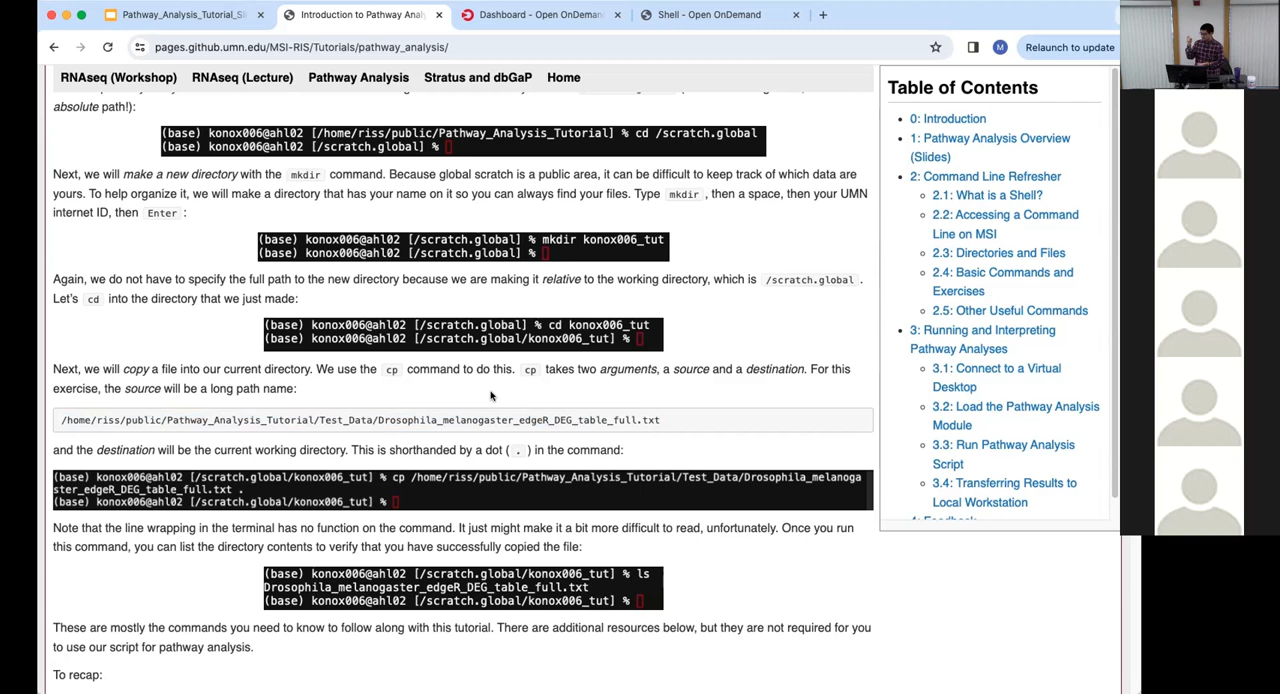 Pathway_Analysis_Tutorial_Sli
Introduction to Pathway Analy
Dashboard - Open OnDemand
Shell - Open OnDemand
pages.github.umn.edu/MSI-RIS/Tutorials/pathway_analysis/
M
Relaunch to update
RNAseq (Workshop) RNAseq (Lecture) Pathway Analysis Stratus and dbGaP Home
absolute path!):
(base) konox006@ahl02 [/home/riss/public/Pathway_Analysis_Tutorial] % cd /scratch.global
(base) konox006@ahl02 [/scratch.global] %
Next, we will make a new directory with the mkdir command. Because global scratch is a public area, it can be difficult to keep track of which data are
yours. To help organize it, we will make a directory that has your name on it so you can always find your files. Type mkdir , then a space, then your UMN
internet ID, then Enter :
(base) konox006@ahl02 [/scratch.global] % mkdir konox006_tut
(base) konox006@ahl02 [/scratch.global] %
Again, we do not have to specify the full path to the new directory because we are making it relative to the working directory, which is /scratch.global .
Let's cd into the directory that we just made:
(base) konox006@ahl02 [/scratch.global] % cd konox006_tut
(base) konox006@ahl02 [/scratch.global/konox006_tut] %
Next, we will copy a file into our current directory. We use the cp command to do this. cp takes two arguments, a source and a destination. For this
exercise, the source will be a long path name:
/home/riss/public/Pathway_Analysis_Tutorial/Test_Data/Drosophila_melanogaster_edgeR_DEG_table_full.txt
and the destination will be the current working directory. This is shorthanded by a dot ( . ) in the command:
(base) konox006@ahl02 [/scratch.global/konox006_tut] % cp /home/riss/public/Pathway_Analysis_Tutorial/Test_Data/Drosophila_melanoga
ster_edgeR_DEG_table_full.txt .
(base) konox006@ahl02 [/scratch.global/konox006_tut] %
Note that the line wrapping in the terminal has no function on the command. It just might make it a bit more difficult to read, unfortunately. Once you run
this command, you can list the directory contents to verify that you have successfully copied the file:
(base) konox006@ahl02 [/scratch.global/konox006_tut] % ls
Drosophila_melanogaster_edgeR_DEG_table_full.txt
(base) konox006@ahl02 [/scratch.global/konox006_tut] %
These are mostly the commands you need to know to follow along with this tutorial. There are additional resources below, but they are not required for you
to use our script for pathway analysis.
To recap:
Table of Contents
0: Introduction
1: Pathway Analysis Overview
(Slides)
2: Command Line Refresher
2.1: What is a Shell?
2.2: Accessing a Command
Line on MSI
2.3: Directories and Files
2.4: Basic Commands and
Exercises
2.5: Other Useful Commands
3: Running and Interpreting
Pathway Analyses
3.1: Connect to a Virtual
Desktop
3.2: Load the Pathway Analysis
Module
3.3: Run Pathway Analysis
Script
3.4: Transferring Results to
Local Workstation